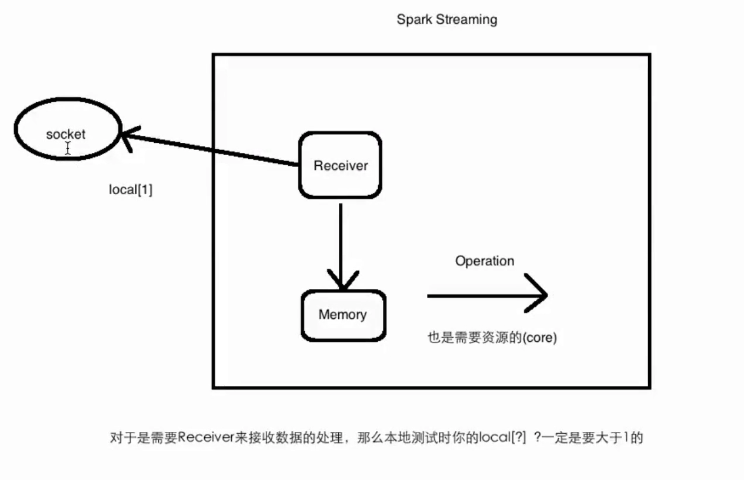 Spark Streaming
socket
Receiver
local[1]
Operation
Memory
也是需要资源的(core)
对于是需要Receiver来接收数据的处理，那么本地测试时你的local[?] ?一定是要大于1的